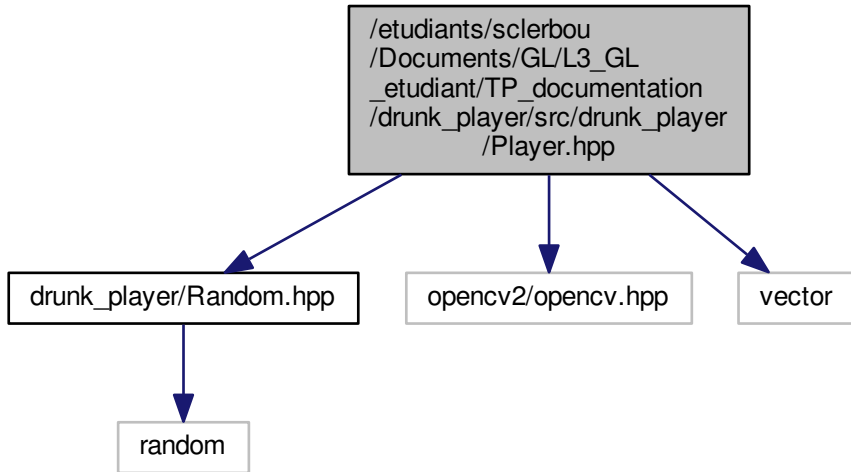 /etudiants/sclerbou
/Documents/GL/L3_GL
_etudiant/TP_documentation
/drunk_player/src/drunk_player
/Player.hpp
drunk_player/Random.hpp
opencv2/opencv.hpp
vector
random